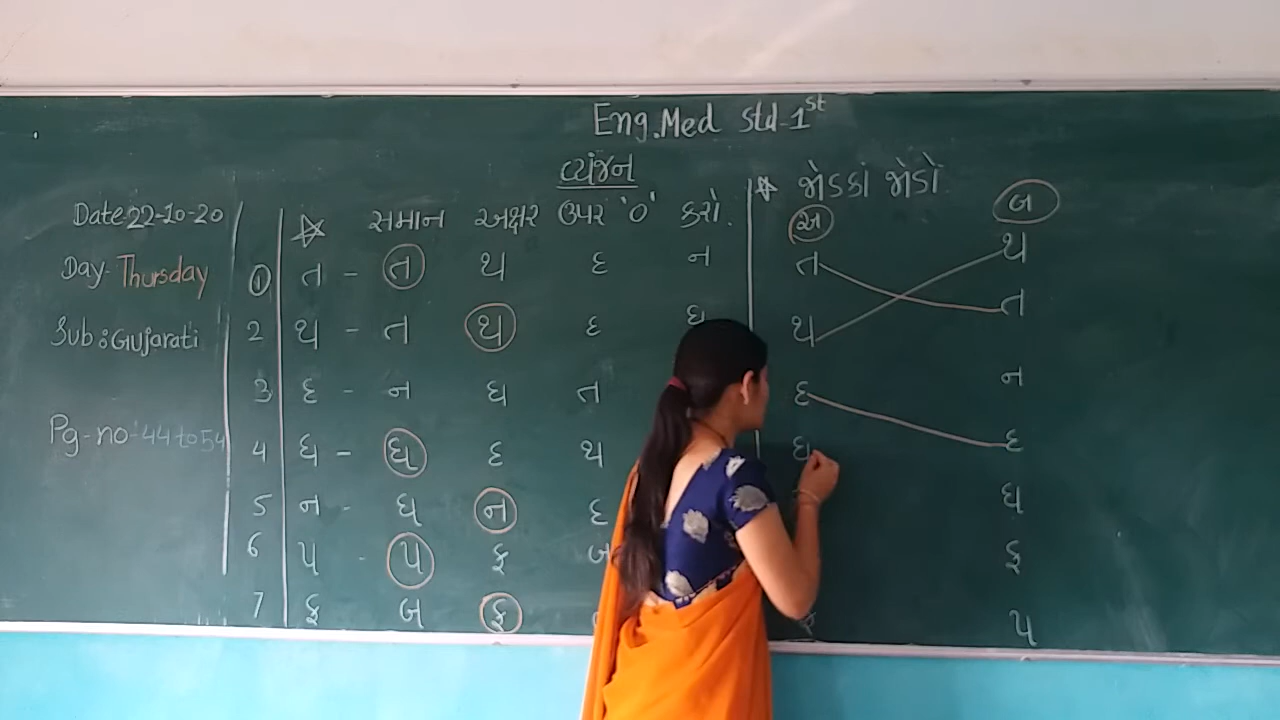 Eng.Med Std-1st
વ્યંજન
Date 22-10-20
Day- Thursday
Sub: Gujarati
Pg-no-44 to 54
સમાન અક્ષર ઉપર '0' કરો.
① ત - ત થ દ ન
2 થ - ત થ દ ઘ
3 દ - ન ઘ ત
4 ઘ - ઘ દ થ
5 ન - ઘ ન દ
6 પ - પ ફ બ
7 ફ બ ફ
જોડકાં જોડો
અ બ
ત થ
થ ત
દ ન
ઘ દ
ઘ
ફ
પ